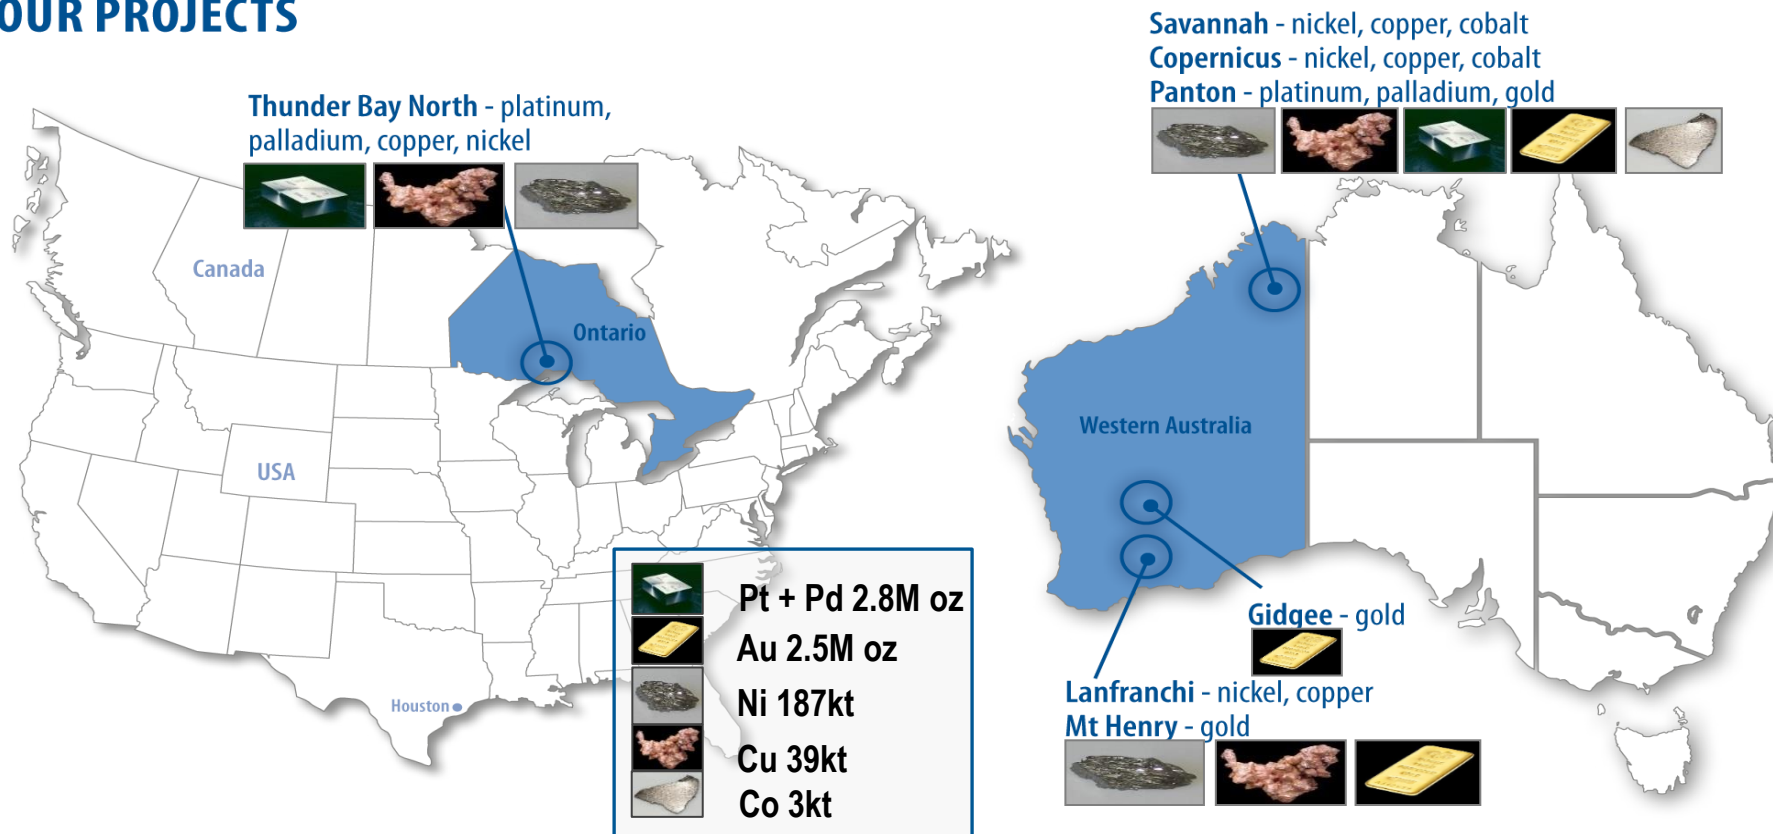 OUR PROJECTS
Thunder Bay North - platinum,
palladium, copper, nickel
Canada
Ontario
USA
Houston
Pt + Pd 2.8M oz
Au 2.5M oz
Ni 187kt
Cu 39kt
Co 3kt
Savannah - nickel, copper, cobalt
Copernicus - nickel, copper, cobalt
Panton - platinum, palladium, gold
Western Australia
Gidgee - gold
Lanfranchi - nickel, copper
Mt Henry - gold